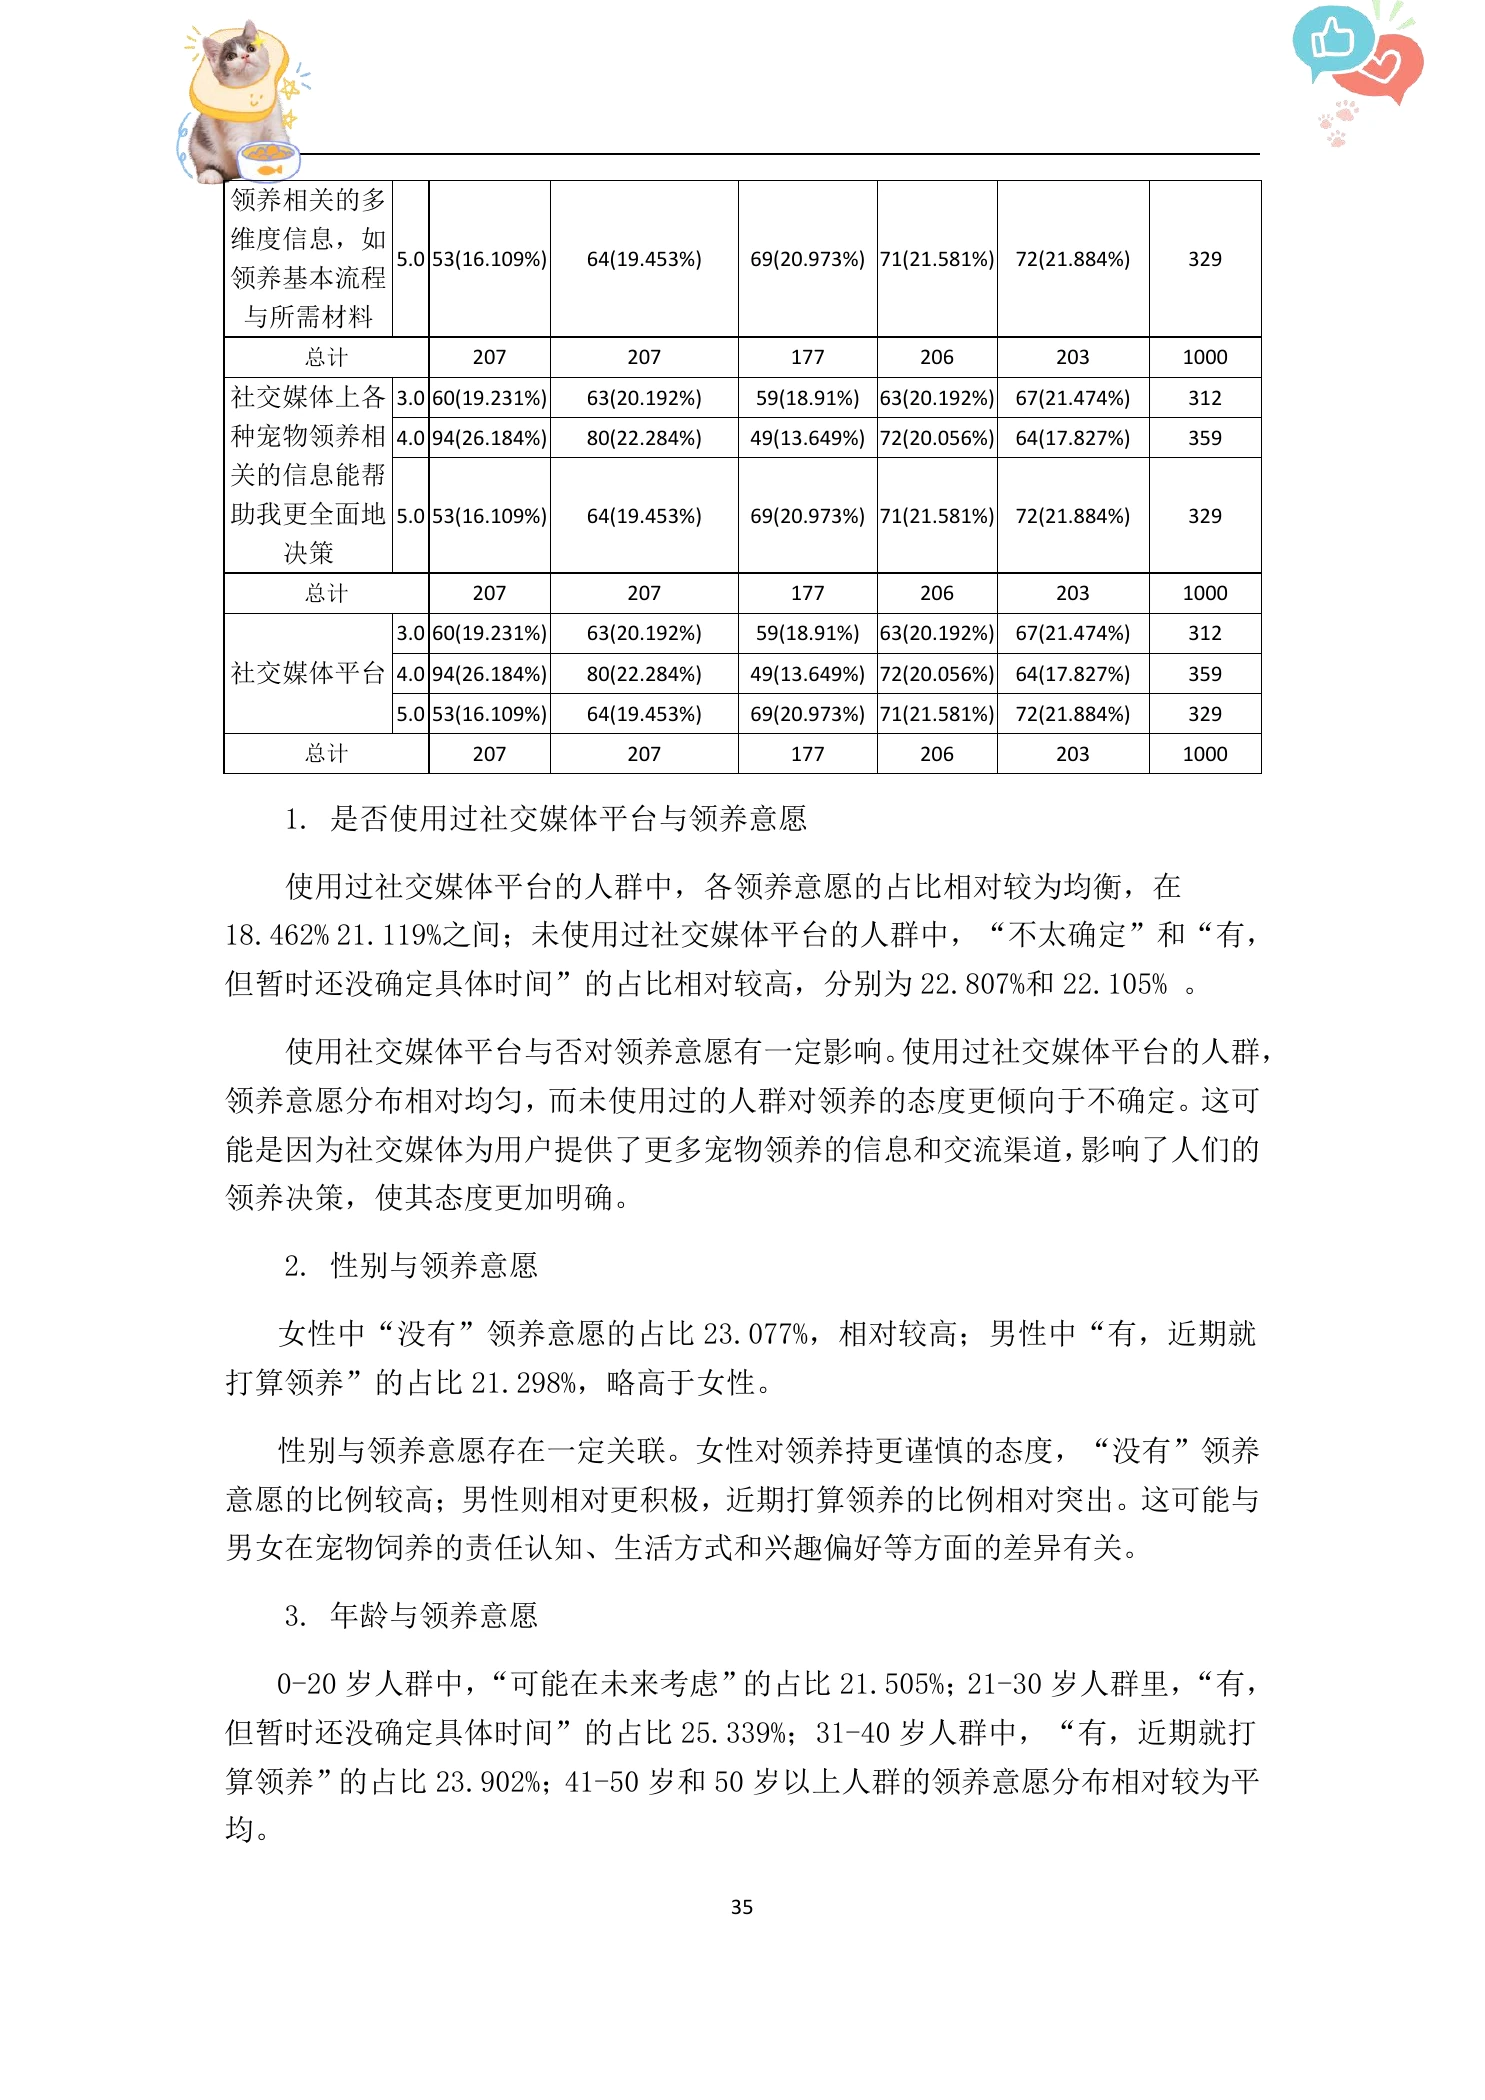 领养相关的多
维度信息，如
领养基本流程
与所需材料
5.0 53(16.109%) 64(19.453%) 69(20.973%) 71(21.581%) 72(21.884%) 329
总计 207 207 177 206 203 1000
社交媒体上各
种宠物领养相
关的信息能帮
助我更全面地
决策
3.0 60(19.231%) 63(20.192%) 59(18.91%) 63(20.192%) 67(21.474%) 312
4.0 94(26.184%) 80(22.284%) 49(13.649%) 72(20.056%) 64(17.827%) 359
5.0 53(16.109%) 64(19.453%) 69(20.973%) 71(21.581%) 72(21.884%) 329
总计 207 207 177 206 203 1000
社交媒体平台
3.0 60(19.231%) 63(20.192%) 59(18.91%) 63(20.192%) 67(21.474%) 312
4.0 94(26.184%) 80(22.284%) 49(13.649%) 72(20.056%) 64(17.827%) 359
5.0 53(16.109%) 64(19.453%) 69(20.973%) 71(21.581%) 72(21.884%) 329
总计 207 207 177 206 203 1000
1. 是否使用过社交媒体平台与领养意愿
使用过社交媒体平台的人群中，各领养意愿的占比相对较为均衡，在
18.462% 21.119%之间；未使用过社交媒体平台的人群中，“不太确定”和“有，
但暂时还没确定具体时间”的占比相对较高，分别为 22.807%和 22.105% 。
使用社交媒体平台与否对领养意愿有一定影响。使用过社交媒体平台的人群，
领养意愿分布相对均匀，而未使用过的人群对领养的态度更倾向于不确定。这可
能是因为社交媒体为用户提供了更多宠物领养的信息和交流渠道，影响了人们的
领养决策，使其态度更加明确。
2. 性别与领养意愿
女性中“没有”领养意愿的占比 23.077%，相对较高；男性中“有，近期就
打算领养”的占比 21.298%，略高于女性。
性别与领养意愿存在一定关联。女性对领养持更谨慎的态度，“没有”领养
意愿的比例较高；男性则相对更积极，近期打算领养的比例相对突出。这可能与
男女在宠物饲养的责任认知、生活方式和兴趣偏好等方面的差异有关。
3. 年龄与领养意愿
0-20 岁人群中，“可能在未来考虑”的占比 21.505%；21-30 岁人群里，“有，
但暂时还没确定具体时间”的占比 25.339%；31-40 岁人群中，“有，近期就打
算领养”的占比 23.902%；41-50 岁和 50 岁以上人群的领养意愿分布相对较为平
均。
35